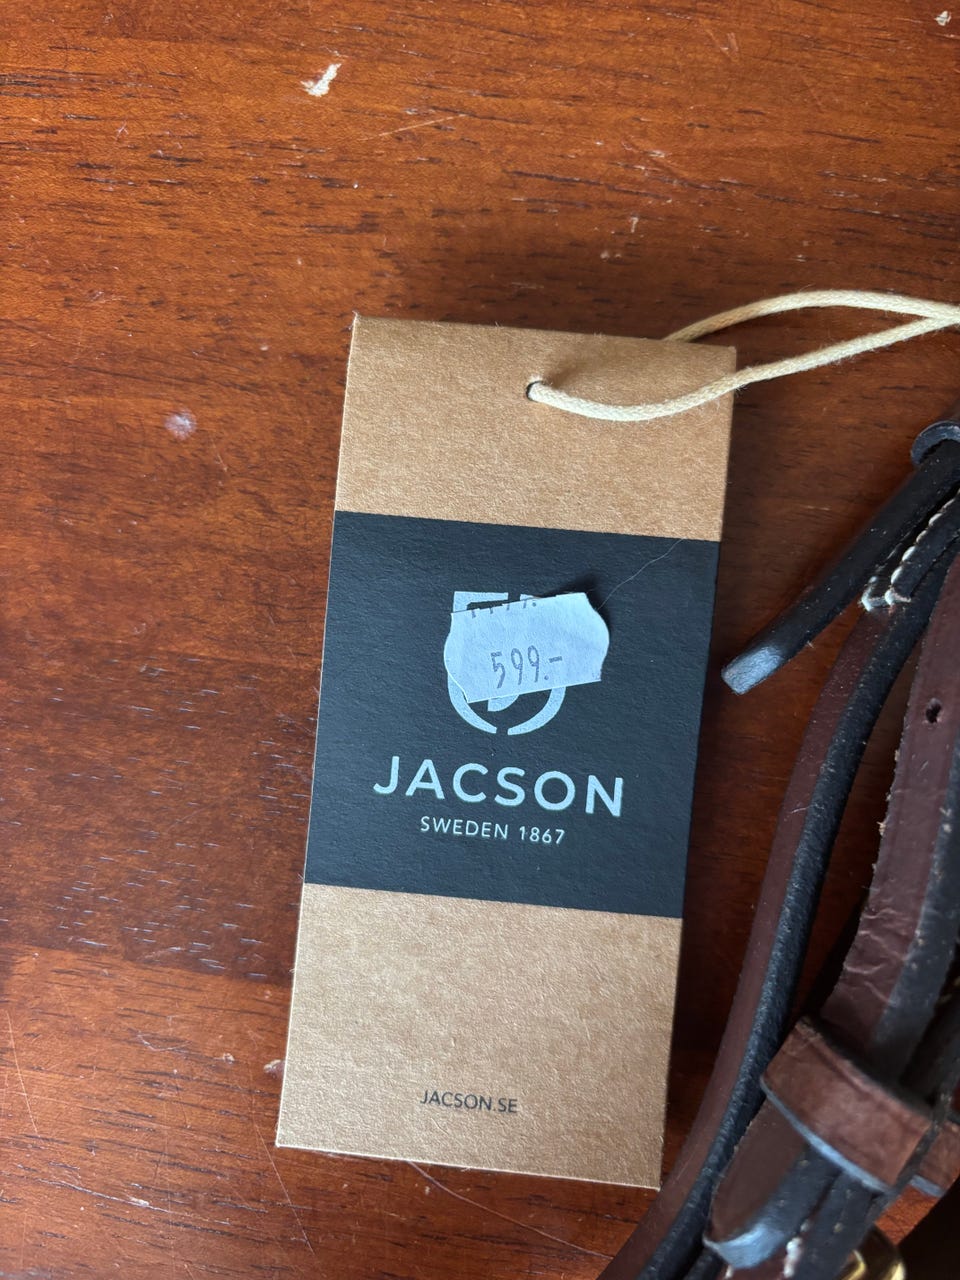 599.-
JACSON
SWEDEN 1867
JACSON.SE